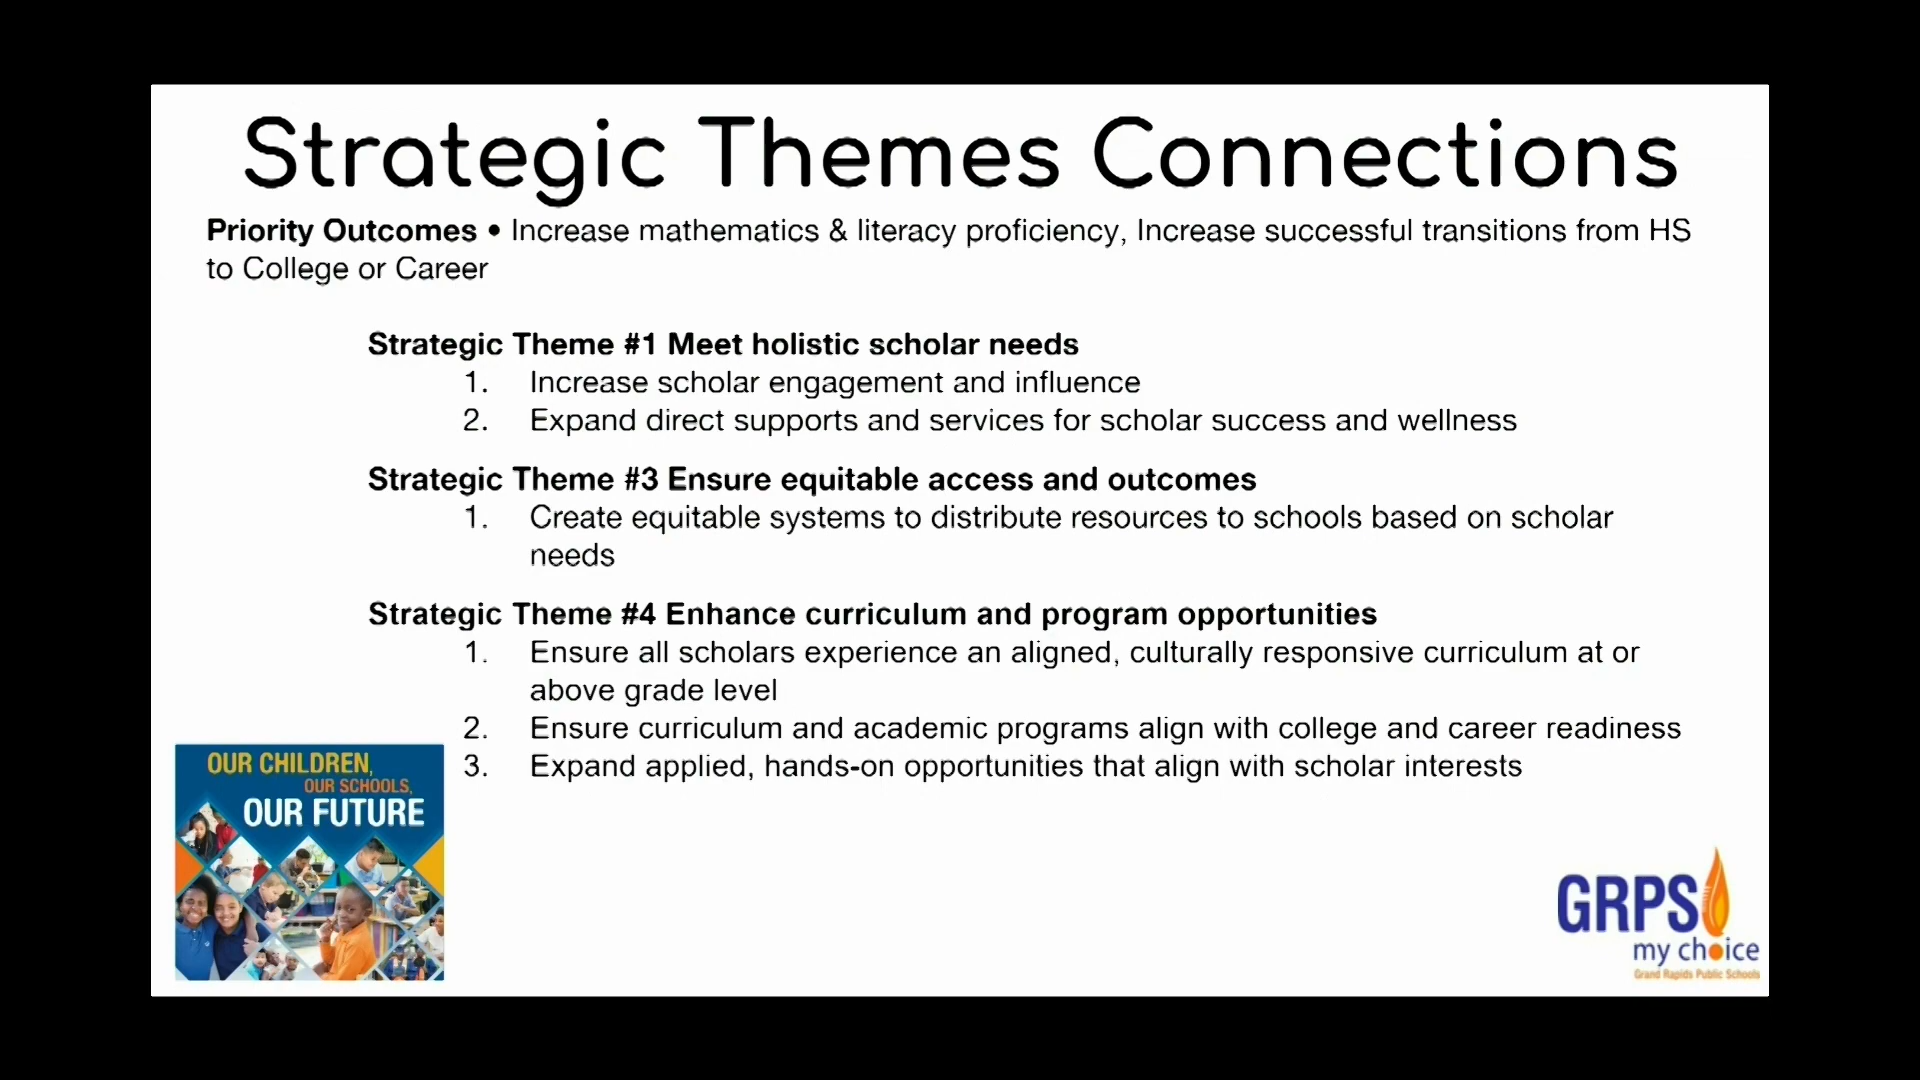 Strategic Themes Connections
Priority Outcomes • Increase mathematics & literacy proficiency, Increase successful transitions from HS
to College or Career
Strategic Theme #1 Meet holistic scholar needs
1. Increase scholar engagement and influence
2. Expand direct supports and services for scholar success and wellness
Strategic Theme #3 Ensure equitable access and outcomes
1. Create equitable systems to distribute resources to schools based on scholar
needs
Strategic Theme #4 Enhance curriculum and program opportunities
1. Ensure all scholars experience an aligned, culturally responsive curriculum at or
above grade level
2. Ensure curriculum and academic programs align with college and career readiness
3. Expand applied, hands-on opportunities that align with scholar interests
OUR CHILDREN,
OUR SCHOOLS,
OUR FUTURE
GRPS
my choice
Grand Rapids Public Schools